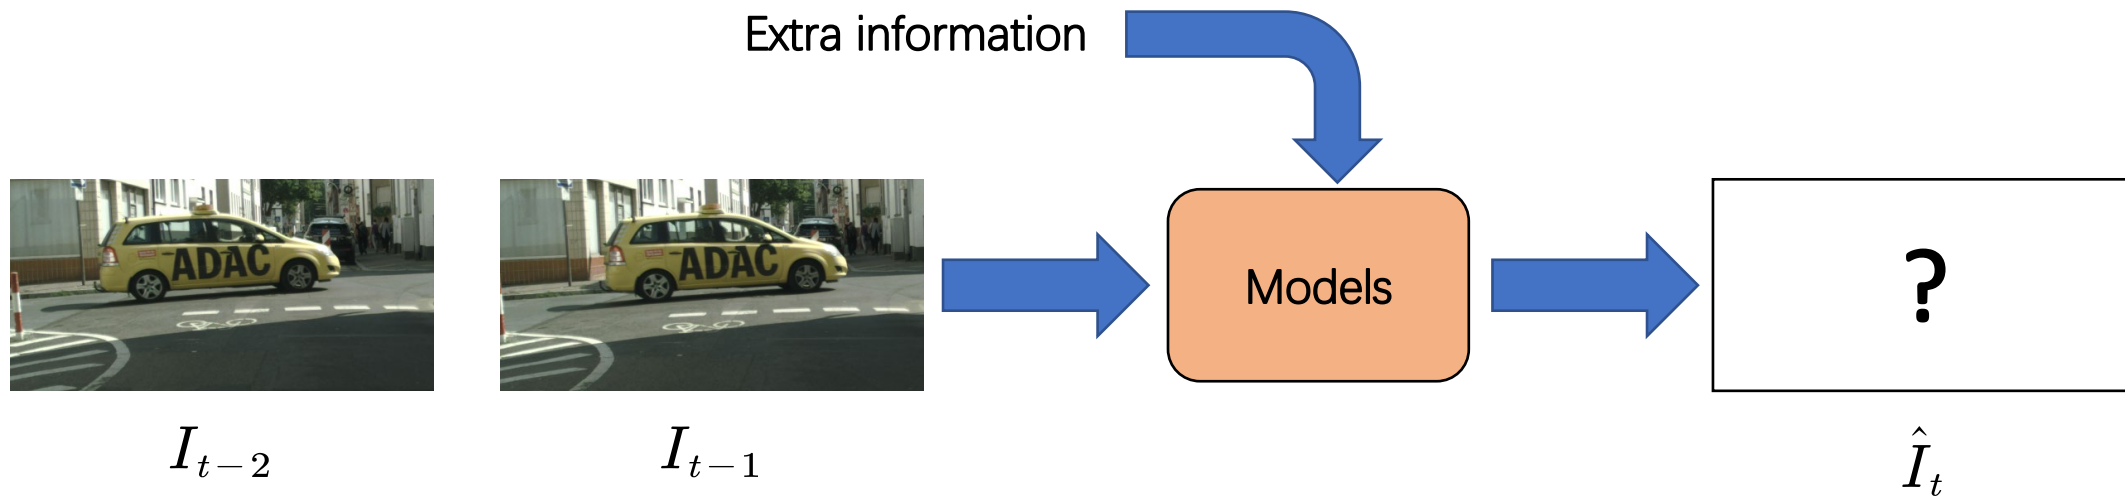 Extra information
ADAC
ADAC
Models
?
I_{t-2}
I_{t-1}
Î_t